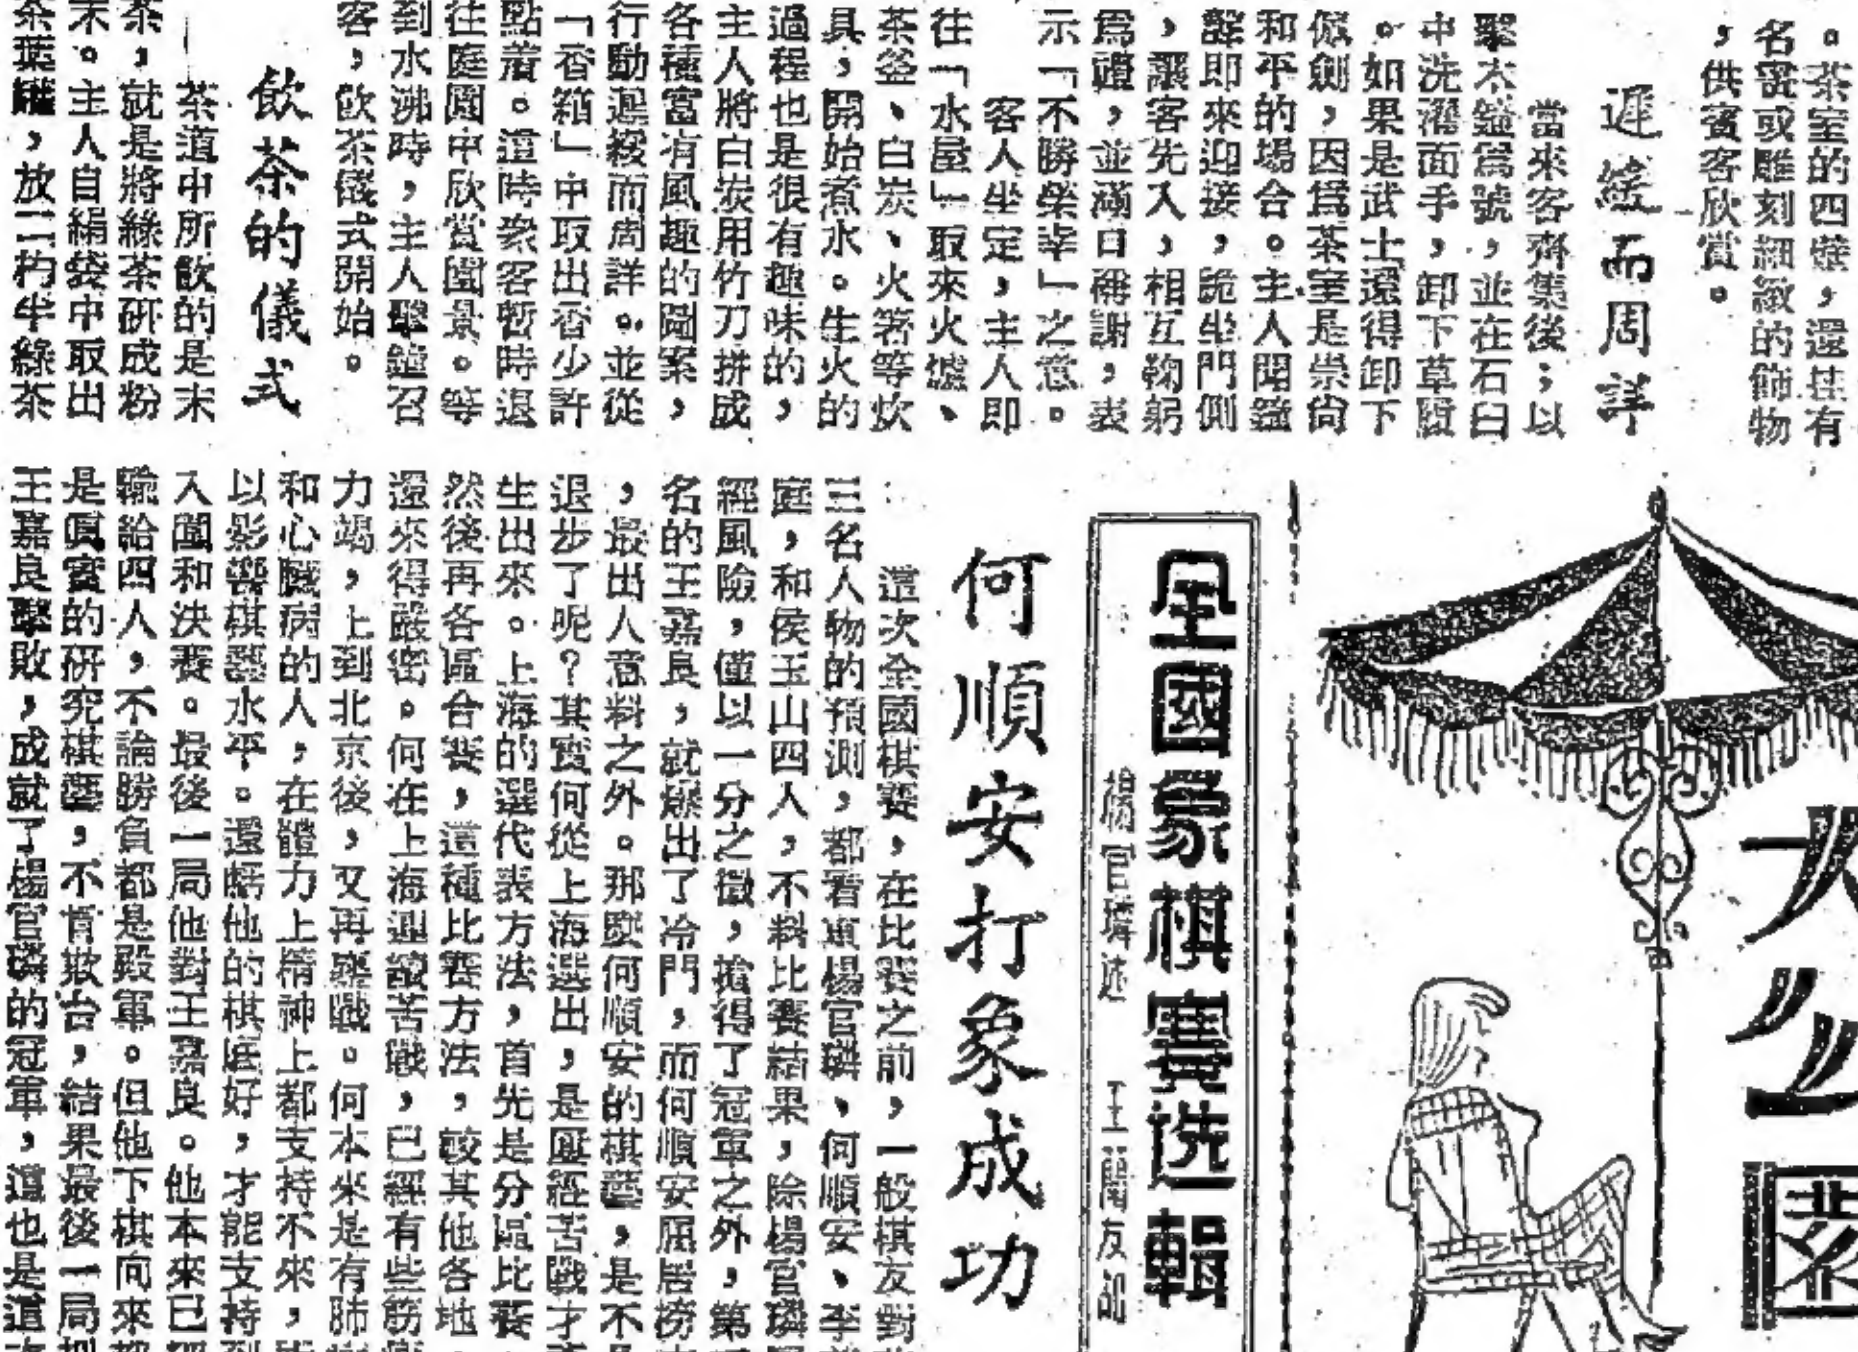 。茶室的四壁，還挂有
名窰或雕刻細緻的飾物
，供賓客欣賞。
遲緩而周詳
當來客齊集後；以
擊木鐘爲號，並在石臼
中洗濯面手，卸下草履
。如果是武士還得卸下
佩劍，因爲茶室是崇尙
和平的場合。主人聞鐘
聲即來迎接，跪坐門側
，讓客先入，相互鞠躬
爲禮，並滿口稱謝，表
示「不勝榮幸」之意。
客人坐定，主人即
往「水屋」取來火爐、
茶釜、白炭、火箸等炊
具，開始煮水。生火的
過程也是很有趣味的，
主人將白炭用竹刀拼成
各種富有風趣的圖案，
行動遲緩而周詳。並從
「香箱」中取出香少許
點着。這時衆客暫時退
往庭園中欣賞園景。等
到水沸時，主人擊鐘召
客，飮茶儀式開始。
飲茶的儀式
茶道中所飮的是末
茶，就是將綠茶研成粉
末。主人自絹袋中取出
茶葉罐，放二杓半綠茶
公園
全國象棋賽选輯
楊官璘述 王蘭友記
何順安打象成功
這次全國棋賽，在比賽之前，一般棋友對
三名人物的預測，都看重楊官璘、何順安、李
庭，和侯玉山四人，不料比賽結果，除楊官璘
經風險，僅以一分之微，搶得了冠軍之外，第
名的王嘉良，就爆出了冷門，而何順安屈居榜
，最出人意料之外。那麼何順安的棋藝，是不
退步了呢？其實何從上海選出，是歷經苦戰才
生出來。上海的選代表方法，首先是分區比賽
然後再各區合賽，這種比賽方法，較其他各地
還來得嚴密。何在上海迎戰苦戰，已經有些筋
力竭，上到北京後，又再鏖戰。何本來是有肺
和心臟病的人，在體力上精神上都支持不來，
以影響棋藝水平。還虧他的棋底好，才能支持
入圍和決賽。最後一局他對王嘉良。他本來已
輸給四人，不論勝負都是殿軍。但他下棋向來
是眞實的研究棋藝，不肯欺台，結果最後一局
王嘉良擊敗，成就了楊官璘的冠軍，這也是這